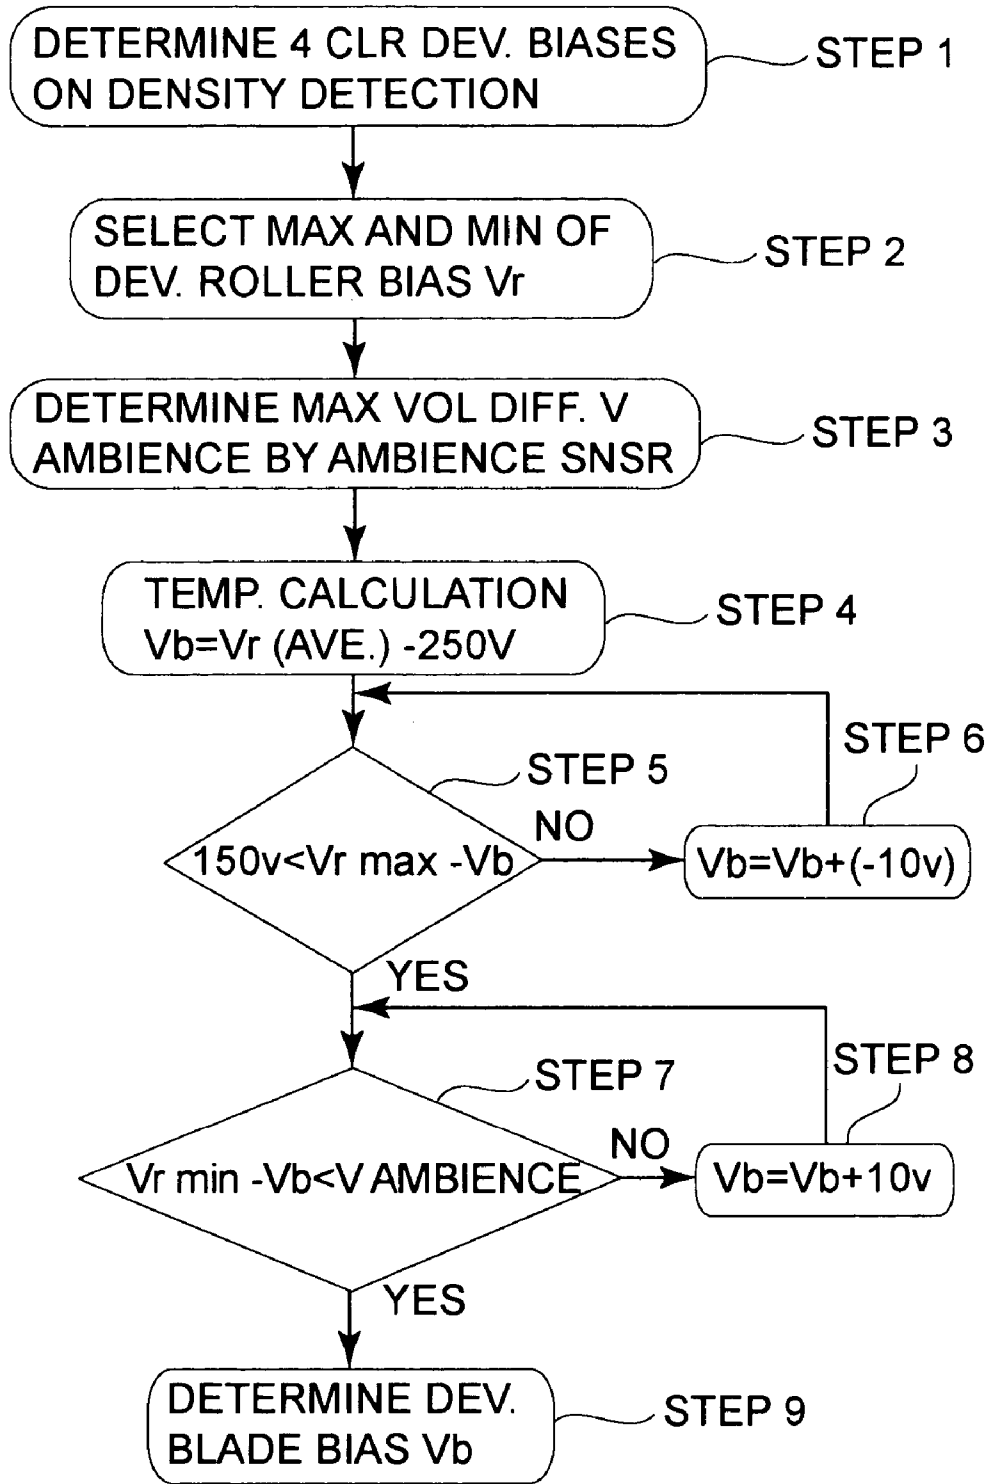 DETERMINE 4 CLR DEV. BIASES
ON DENSITY DETECTION
STEP 1
SELECT MAX AND MIN OF
DEV. ROLLER BIAS Vr
STEP 2
DETERMINE MAX VOL DIFF. V
AMBIENCE BY AMBIENCE SNSR
STEP 3
TEMP. CALCULATION
Vb=Vr (AVE.) -250V
STEP 4
STEP 5
150v<Vr max -Vb
NO
STEP 6
Vb=Vb+(-10v)
YES
STEP 7
Vr min -Vb<V AMBIENCE
NO
STEP 8
Vb=Vb+10v
YES
DETERMINE DEV.
BLADE BIAS Vb
STEP 9